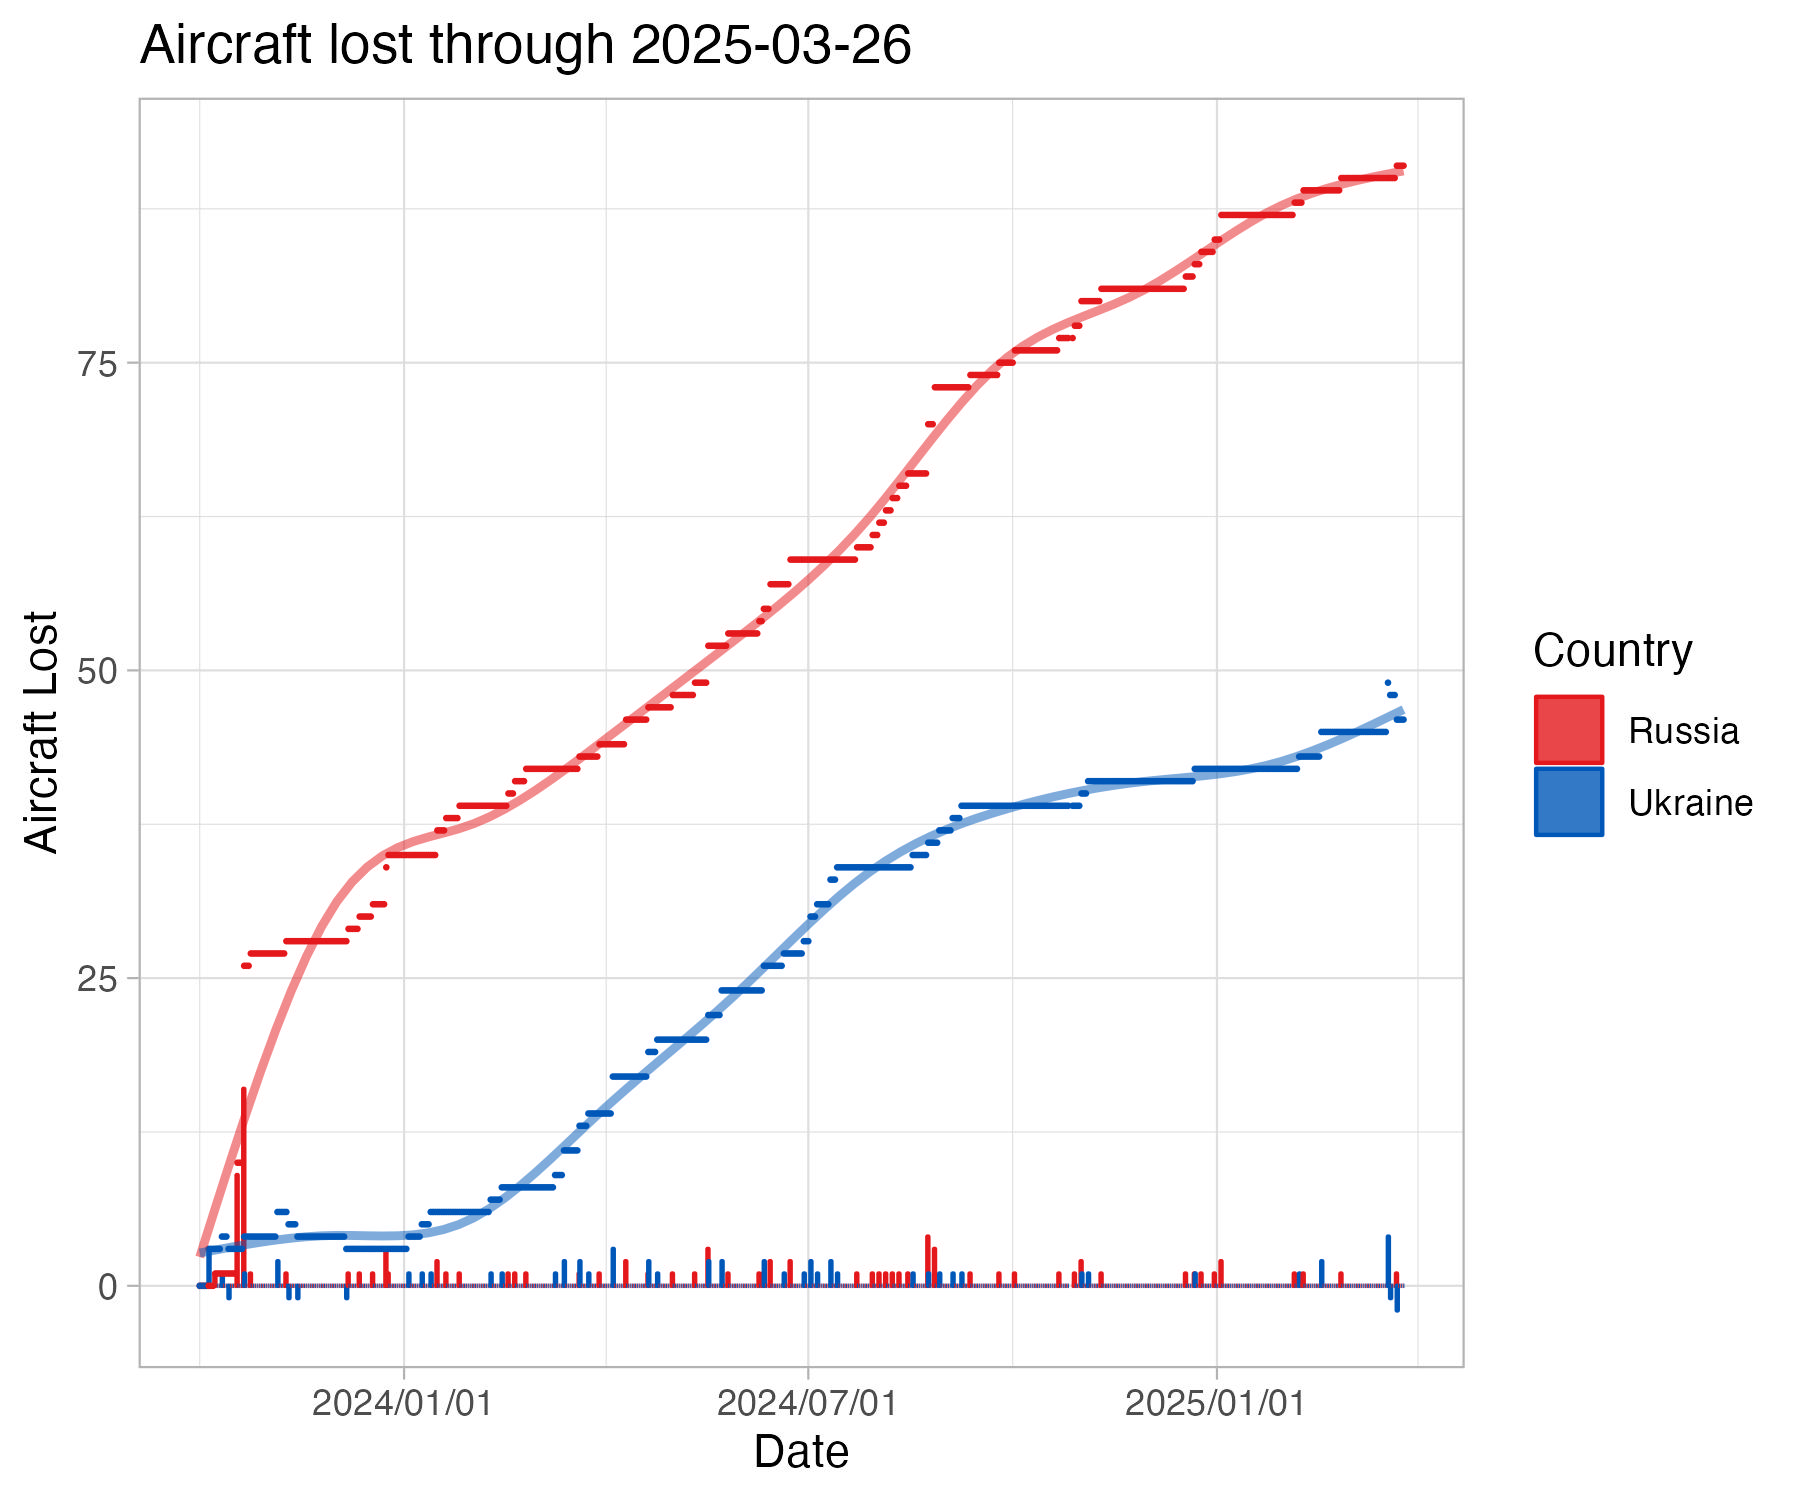 Aircraft lost through 2025-03-26
Aircraft Lost
75
50
25
0
2024/01/01
2024/07/01
2025/01/01
Date
Country
Russia
Ukraine